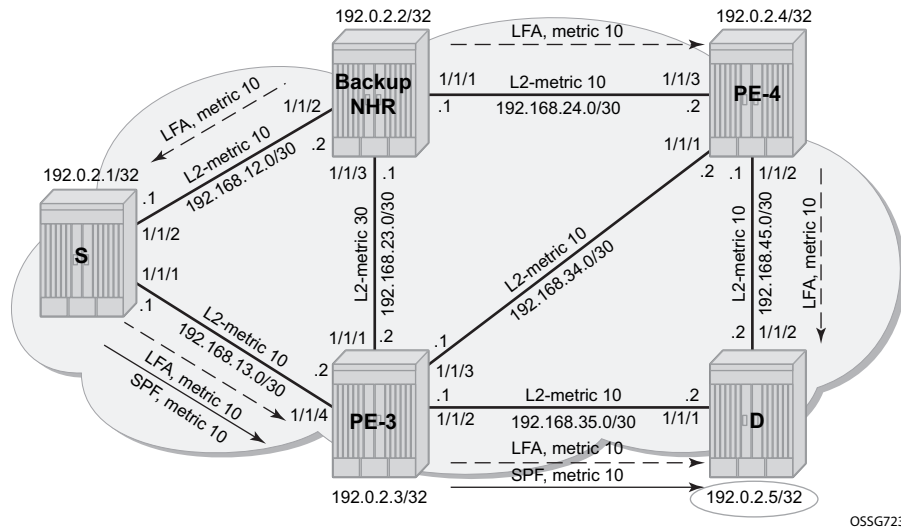 192.0.2.2/32
192.0.2.4/32
LFA, metric 10
Backup
NHR
1/1/1
L2-metric 10
1/1/3
PE-4
.1
192.168.24.0/30
.2
LFA, metric 10
1/1/2
.2
L2-metric 10
192.168.12.0/30
192.0.2.1/32
.1
1/1/2
S
1/1/1
.1
1/1/3
.1
L2-metric 30
192.168.23.0/30
1/1/1
.2
L2-metric 10
192.168.34.0/30
1/1/1
.2
.1
1/1/2
L2-metric 10
192.168.45.0/30
LFA, metric 10
.2
1/1/2
L2-metric 10
192.168.13.0/30
LFA, metric 10
SPF, metric 10
.2
1/1/4
PE-3
.1
1/1/3
.1
L2-metric 10
.2
1/1/2
192.168.35.0/30
1/1/1
D
LFA, metric 10
SPF, metric 10
192.0.2.3/32
192.0.2.5/32
OSSG723